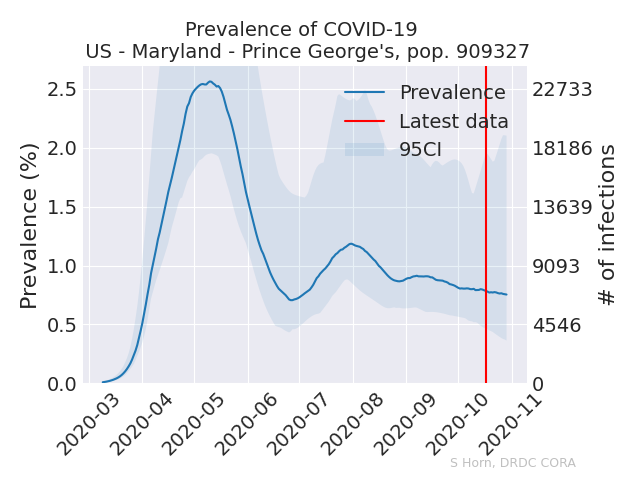 Prevalence of COVID-19
US - Maryland - Prince George's, pop. 909327
Prevalence (%)
2.5
2.0
1.5
1.0
0.5
0.0
Prevalence
Latest data
95CI
22733
18186
13639
9093
4546
0
# of infections
2020-03
2020-04
2020-05
2020-06
2020-07
2020-08
2020-09
2020-10
2020-11
S Horn, DRDC CORA